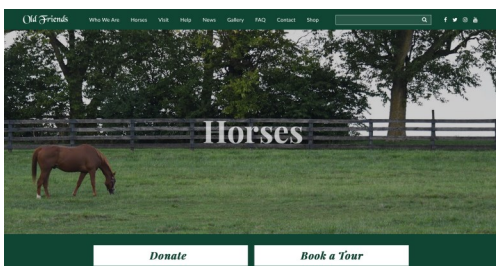 Old Friends Who We Are Horses Visit Help News Gallery FAQ Contact Shop
Horses
Donate Book a Tour